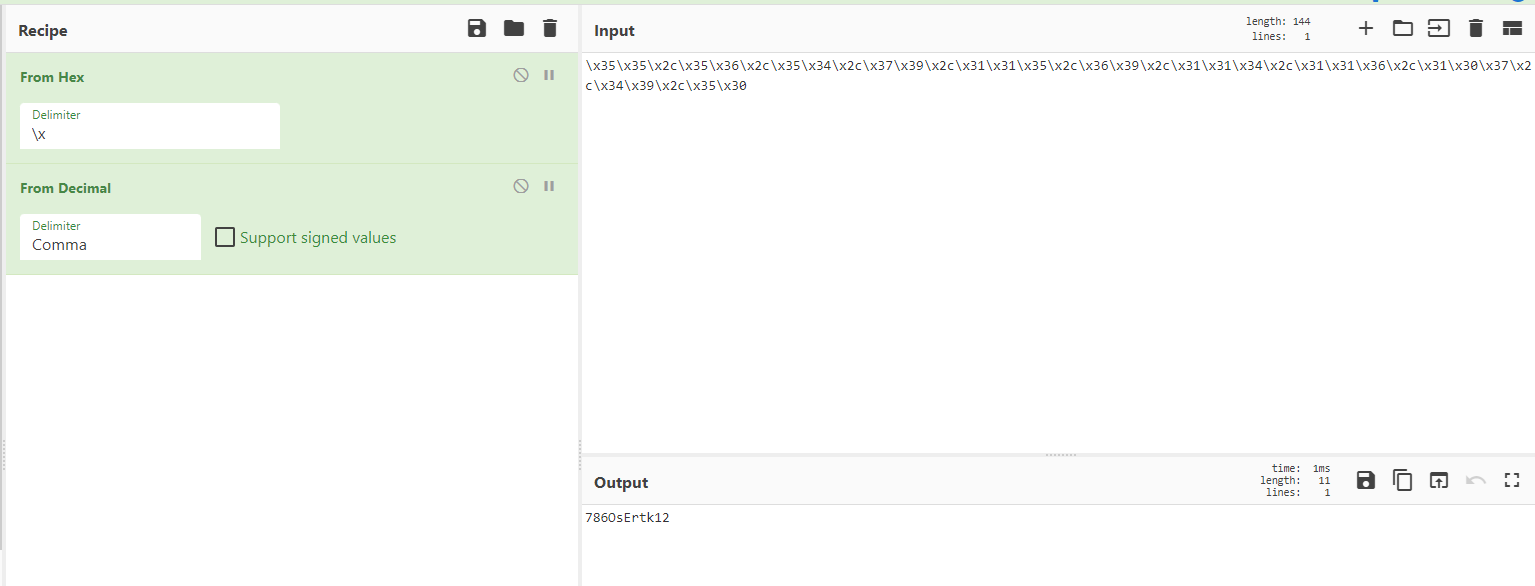 Recipe
From Hex
Delimiter
\x
From Decimal
Delimiter
Comma
Support signed values
Input
length: 144
lines: 1
\x35\x35\x2c\x35\x36\x2c\x35\x34\x2c\x37\x39\x2c\x31\x31\x35\x2c\x36\x39\x2c\x31\x31\x34\x2c\x31\x31\x36\x2c\x31\x30\x37\x2
c\x34\x39\x2c\x35\x30
Output
time: 1ms
length: 11
lines: 1
786OsErtk12